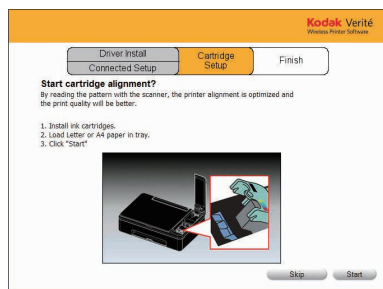 Kodak Verité
Wireless Printer Software
Driver Install
Connected Setup
Cartridge
Setup
Finish
Start cartridge alignment?
By reading the pattern with the scanner, the printer alignment is optimized and
the print quality will be better.
1. Install ink cartridges.
2. Load Letter or A4 paper in tray.
3. Click "Start"
Skip
Start